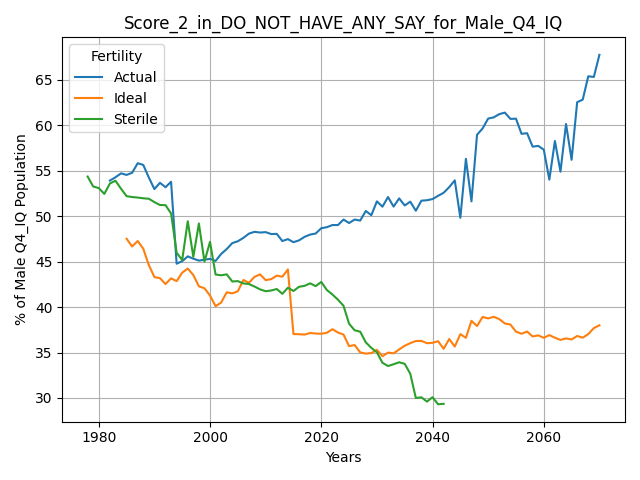 Score_2_in_DO_NOT_HAVE_ANY_SAY_for_Male_Q4_IQ
Fertility
Actual
Ideal
Sterile
% of Male Q4_IQ Population
65
60
55
50
45
40
35
30
1980
2000
2020
2040
2060
Years